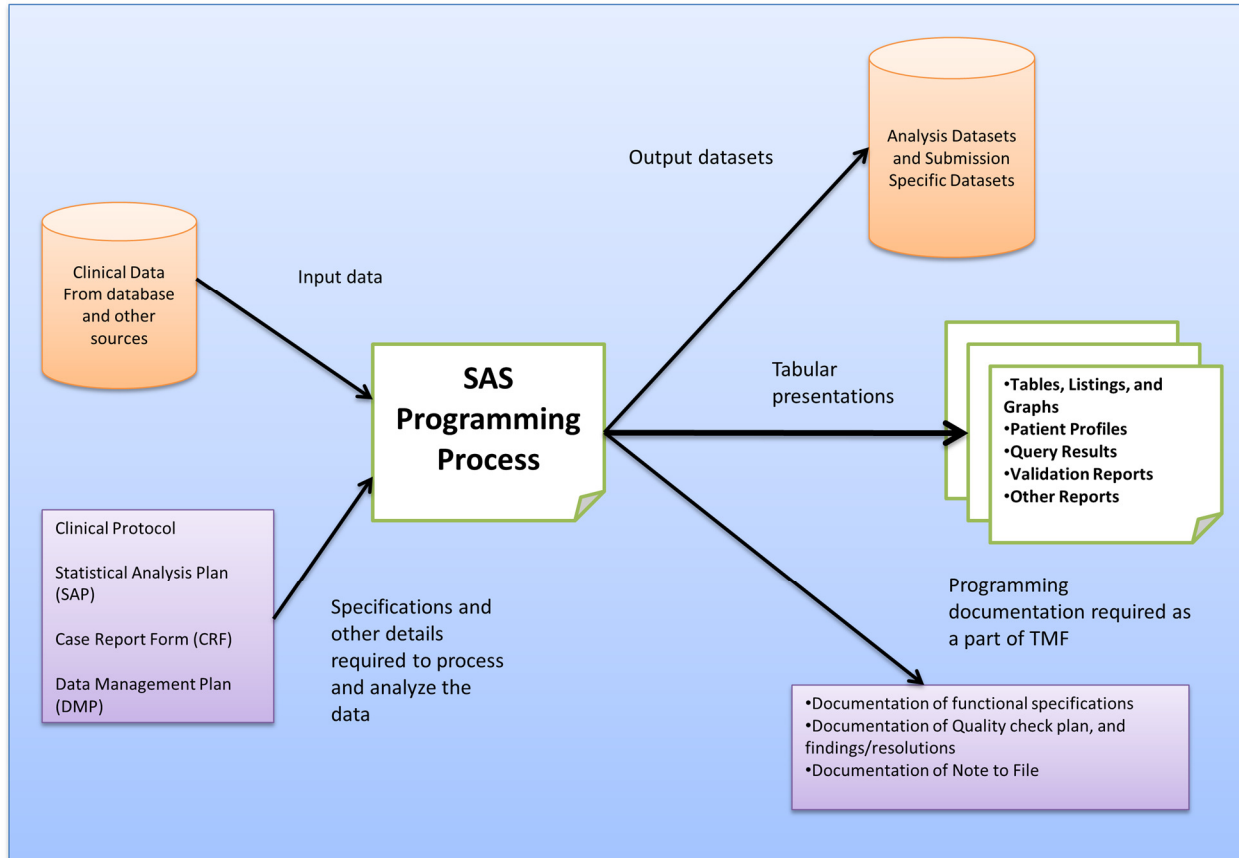 Clinical Data
From database
and other
sources
Input data
Clinical Protocol
Statistical Analysis Plan
(SAP)
Case Report Form (CRF)
Data Management Plan
(DMP)
Specifications and
other details
required to process
and analyze the
data
SAS
Programming
Process
Output datasets
Analysis Datasets
and Submission
Specific Datasets
Tabular
presentations
•Tables, Listings, and
Graphs
•Patient Profiles
•Query Results
•Validation Reports
•Other Reports
Programming
documentation required as
a part of TMF
•Documentation of functional specifications
•Documentation of Quality check plan, and
findings/resolutions
•Documentation of Note to File